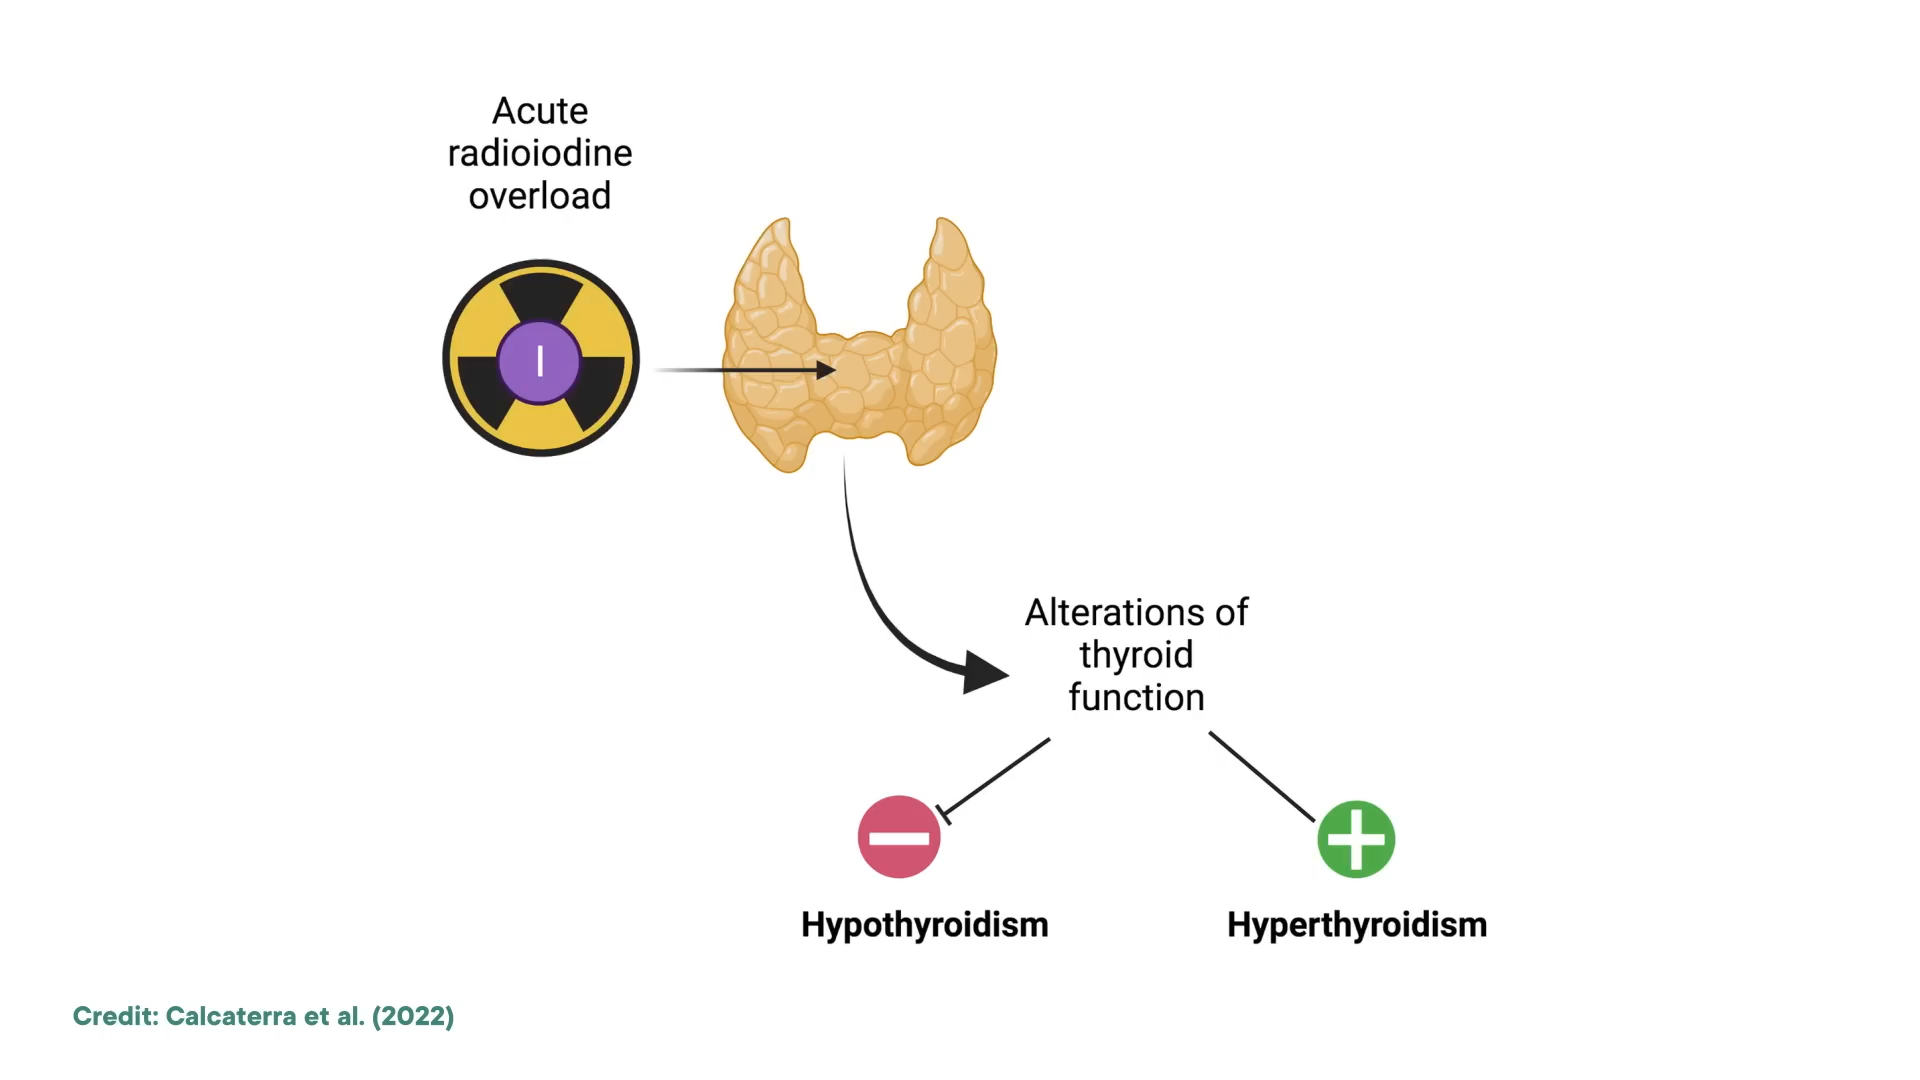 Acute
radioiodine
overload
I
Alterations of
thyroid
function
Hypothyroidism
Hyperthyroidism
Credit: Calcaterra et al. (2022)